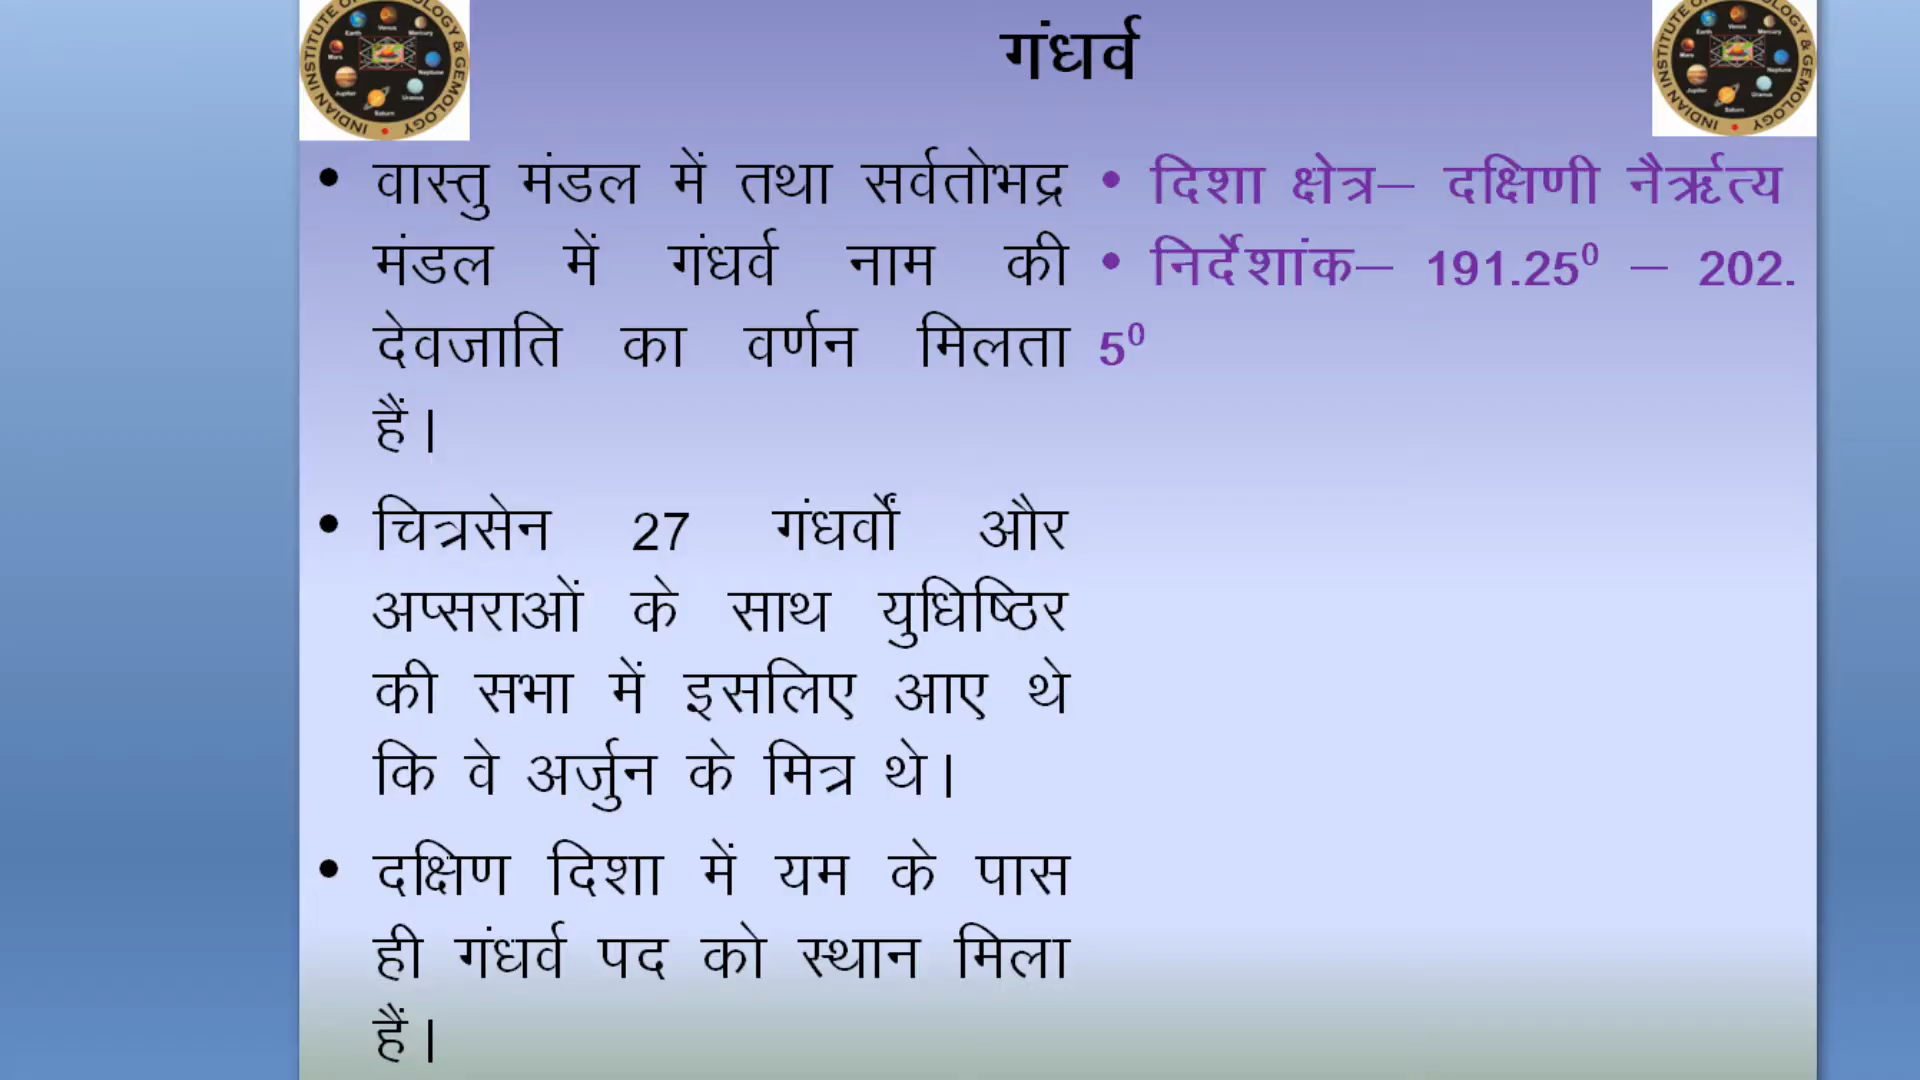 गंधर्व
वास्तु मंडल में तथा सर्वतोभद्र
मंडल में गंधर्व नाम की
देवजाति का वर्णन मिलता
हैं।
चित्रसेन 27 गंधर्वों और
अप्सराओं के साथ युधिष्ठिर
की सभा में इसलिए आए थे
कि वे अर्जुन के मित्र थे।
दक्षिण दिशा में यम के पास
ही गंधर्व पद को स्थान मिला
हैं।
दिशा क्षेत्र– दक्षिणी नैर्ऋत्य
निर्देशांक– 191.25⁰ – 202.
5⁰